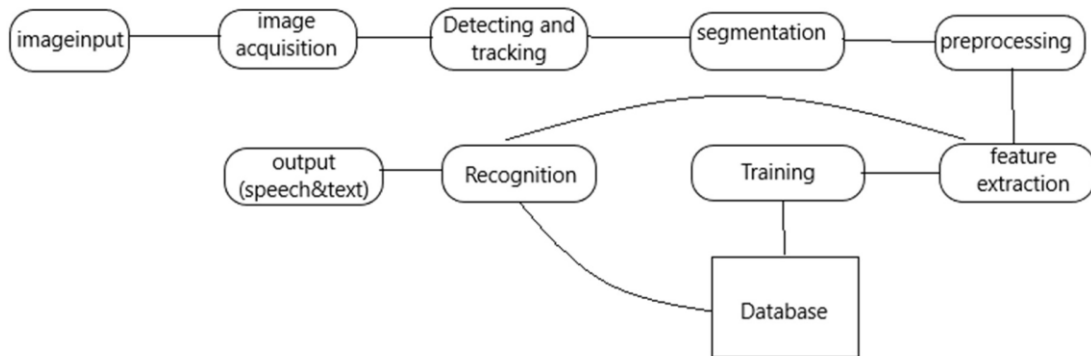 imageinput
image
acquisition
Detecting and
tracking
segmentation
preprocessing
output
(speech&text)
Recognition
Training
feature
extraction
Database